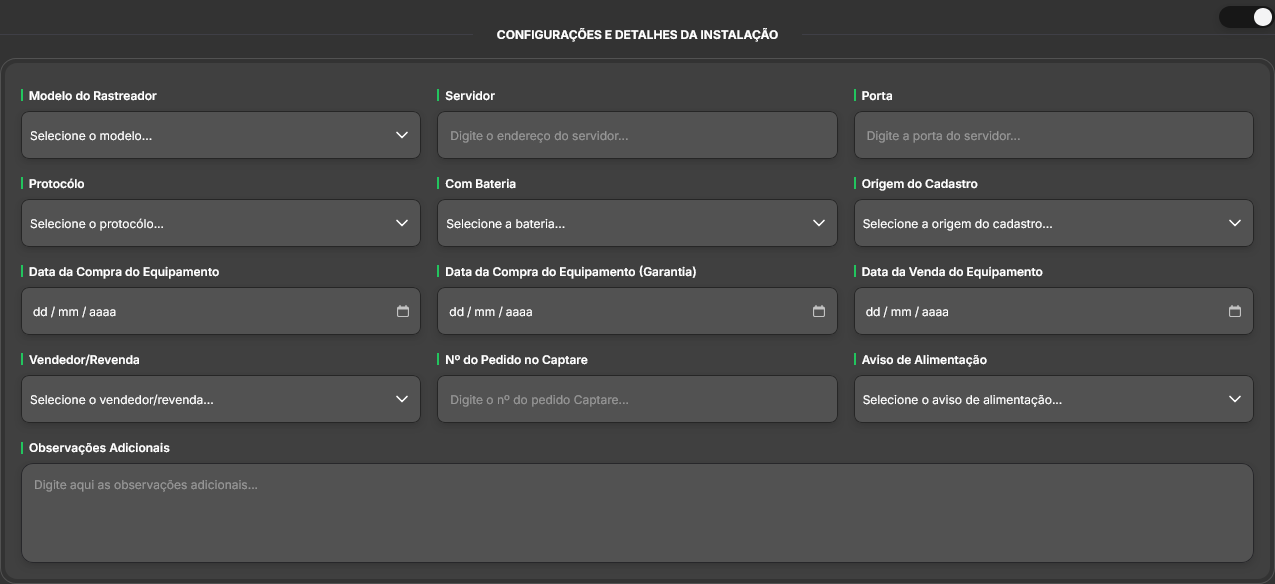 CONFIGURAÇÕES E DETALHES DA INSTALAÇÃO
Modelo do Rastreador
Servidor
Porta
Selecione o modelo...
Digite o endereço do servidor...
Digite a porta do servidor...
Protocólo
Com Bateria
Origem do Cadastro
Selecione o protocólo...
Selecione a bateria...
Selecione a origem do cadastro...
Data da Compra do Equipamento
Data da Compra do Equipamento (Garantia)
Data da Venda do Equipamento
dd / mm / aaaa
dd / mm / aaaa
dd / mm / aaaa
Vendedor/Revenda
Nº do Pedido no Captare
Aviso de Alimentação
Selecione o vendedor/revenda...
Digite o nº do pedido Captare...
Selecione o aviso de alimentação...
Observações Adicionais
Digite aqui as observações adicionais...